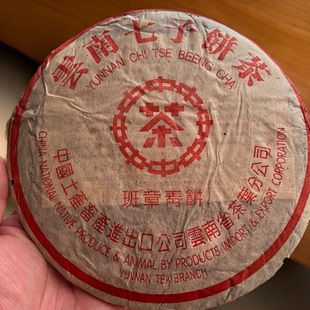 雲南七子餅茶
YUNNAN CHI TSE BEENG CHA
茶
班章青餅
中國土產畜產進出口公司雲南省茶葉分公司
CHINA NATIONAL NATIVE PRODUCE & ANIMAL BY PRODUCTS IMPORT & EXPORT CORPORATION
YUNNAN TEA BRANCH